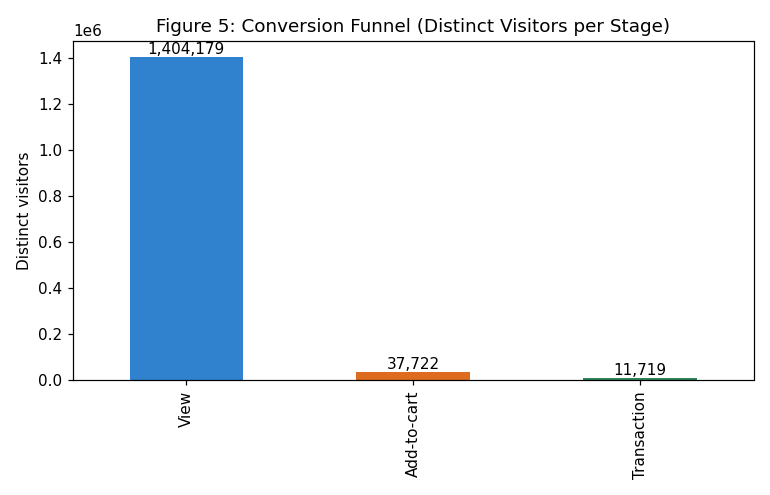 Figure 5: Conversion Funnel (Distinct Visitors per Stage)
1e6
1,404,179
37,722
11,719
1.4
1.2
1.0
0.8
0.6
0.4
0.2
0.0
Distinct visitors
View
Add-to-cart
Transaction